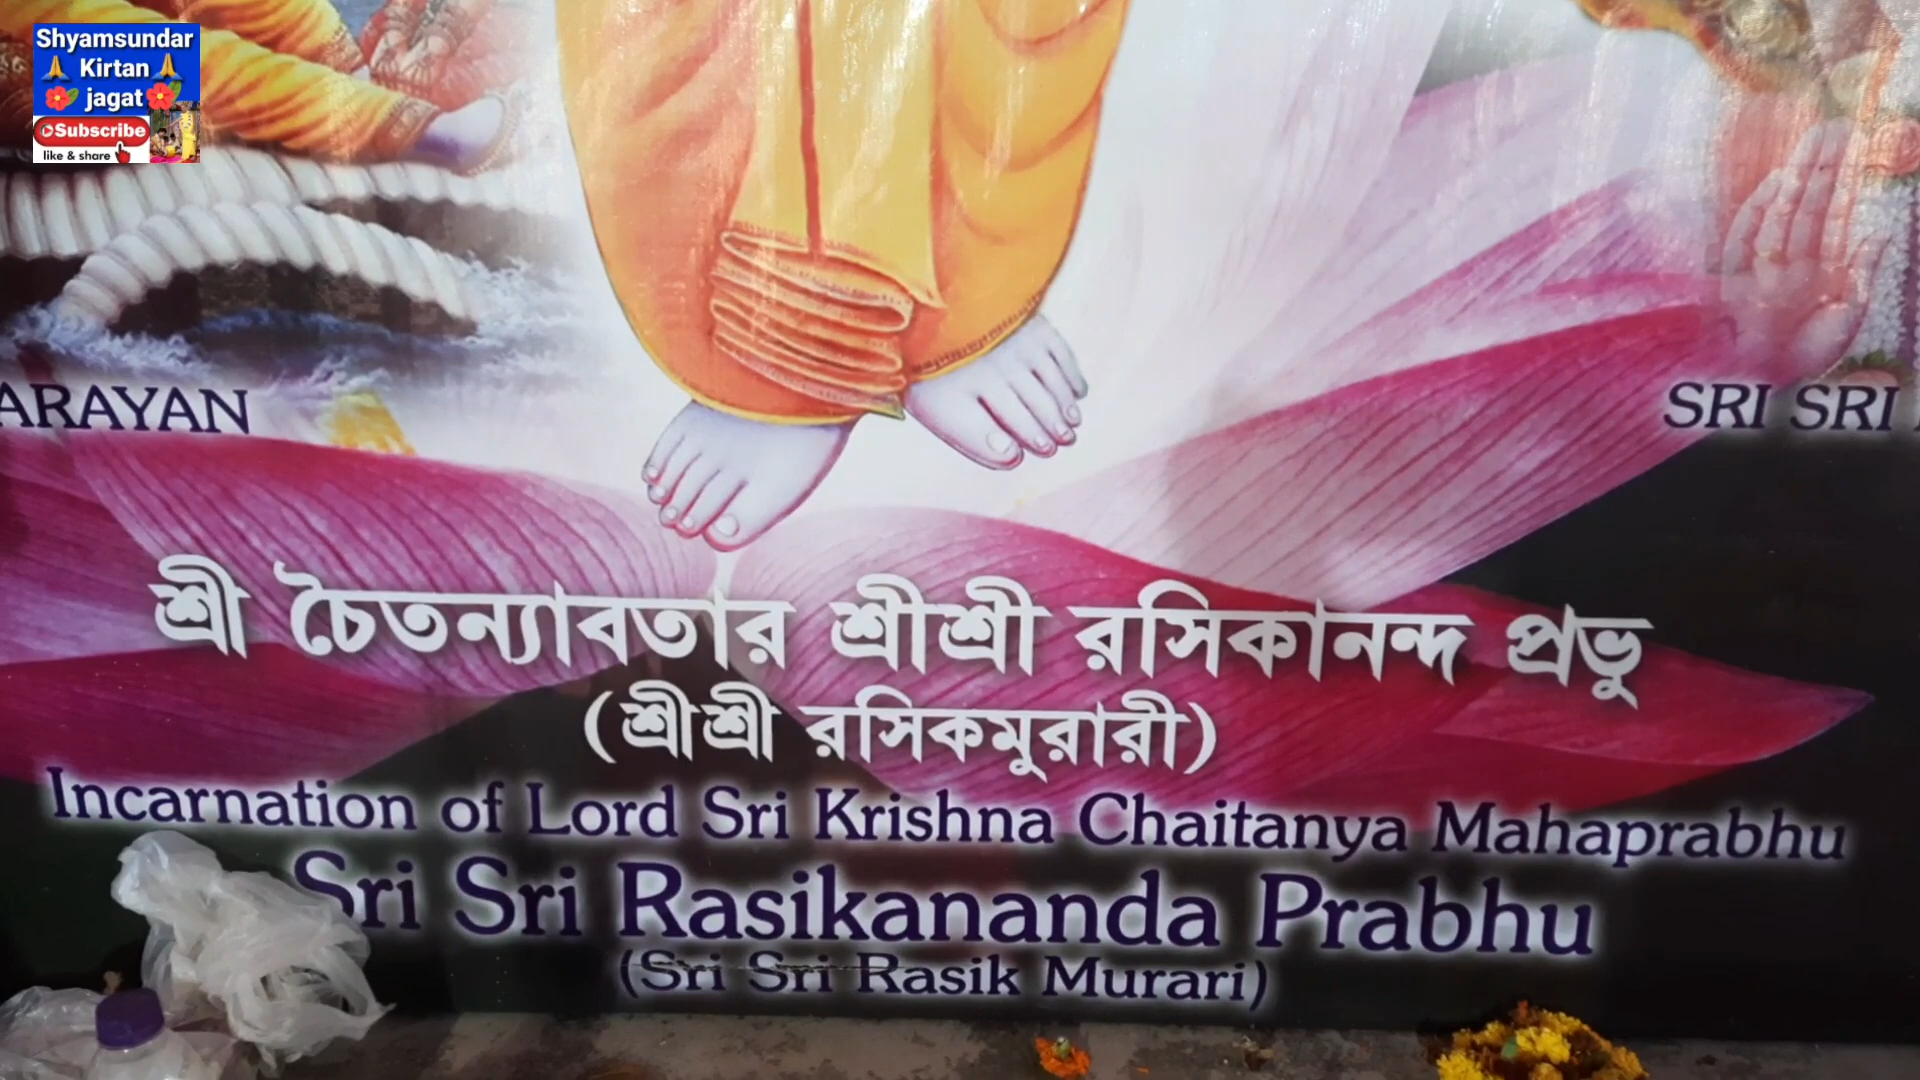 Shyamsundar
🙏 Kirtan 🙏
🌺 jagat 🌺
Subscribe
like & share
ARAYAN
SRI SRI
শ্রী চৈতন্যাবতার শ্রীশ্রী রসিকানন্দ প্রভু
(শ্রীশ্রী রসিকমুরারী)
Incarnation of Lord Sri Krishna Chaitanya Mahaprabhu
Sri Sri Rasikananda Prabhu
(Sri Sri Rasik Murari)